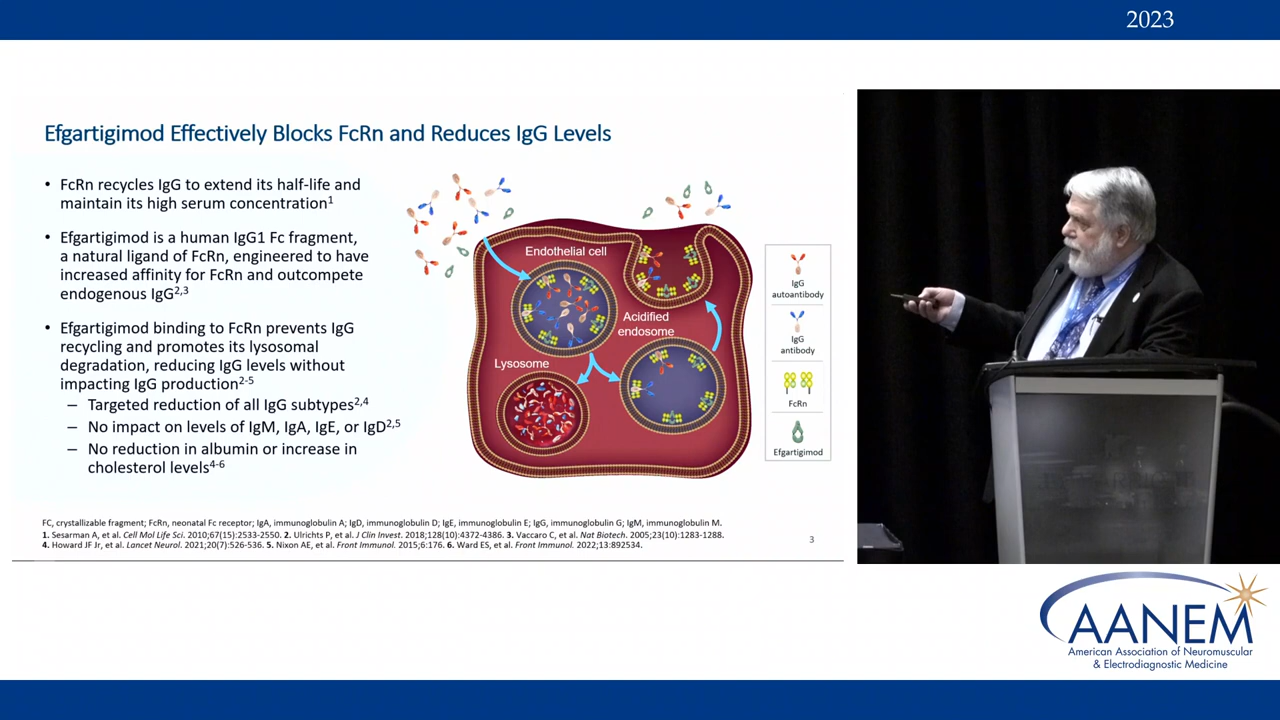 2023
Efgartigimod Effectively Blocks FcRn and Reduces IgG Levels
• FcRn recycles IgG to extend its half-life and
maintain its high serum concentration1
• Efgartigimod is a human IgG1 Fc fragment,
a natural ligand of FcRn, engineered to have
increased affinity for FcRn and outcompete
endogenous IgG2,3
• Efgartigimod binding to FcRn prevents IgG
recycling and promotes its lysosomal
degradation, reducing IgG levels without
impacting IgG production2-5
– Targeted reduction of all IgG subtypes2,4
– No impact on levels of IgM, IgA, IgE, or IgD2,5
– No reduction in albumin or increase in
cholesterol levels4-6
Endothelial cell
Acidified
endosome
Lysosome
IgG
autoantibody
IgG
antibody
FcRn
Efgartigimod
FC, crystallizable fragment; FcRn, neonatal Fc receptor; IgA, immunoglobulin A; IgD, immunoglobulin D; IgE, immunoglobulin E; IgG, immunoglobulin G; IgM, immunoglobulin M.
1. Sesarman A, et al. Cell Mol Life Sci. 2010;67(15):2533-2550. 2. Ulrichts P, et al. J Clin Invest. 2018;128(10):4372-4386. 3. Vaccaro C, et al. Nat Biotech. 2005;23(10):1283-1288.
4. Howard JF Jr, et al. Lancet Neurol. 2021;20(7):526-536. 5. Nixon AE, et al. Front Immunol. 2015;6:176. 6. Ward ES, et al. Front Immunol. 2022;13:892534.
3
AANEM
American Association of Neuromuscular
& Electrodiagnostic Medicine